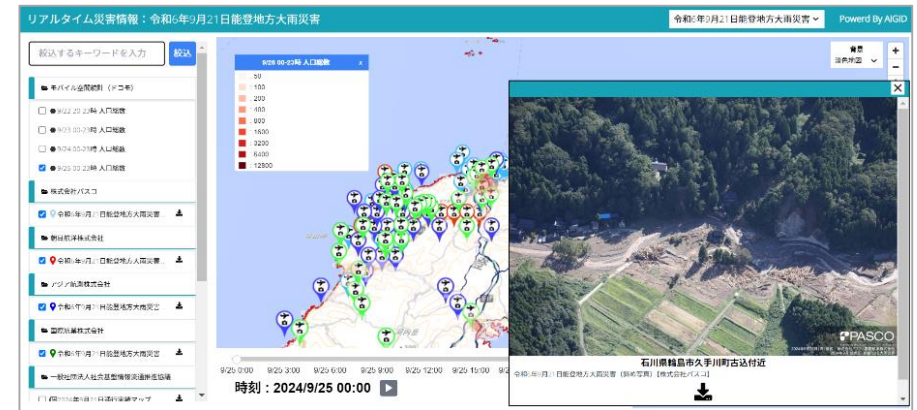 リアルタイム災害情報：令和6年9月21日能登地方大雨災害
令和6年9月21日能登地方大雨災害
Powerd By AIGID
絞込するキーワードを入力
絞込
モバイル空間統計（ドコモ）
9/22 20-23時 人口総数
9/23 00-23時 人口総数
9/24 00-23時 人口総数
9/25 00-23時 人口総数
株式会社パスコ
令和6年9月21日能登地方大雨災害...
朝日航洋株式会社
令和6年9月21日能登地方大雨災害...
アジア航測株式会社
令和6年9月21日能登地方大雨災害
国際航業株式会社
令和6年9月21日能登地方大雨災害
一般社団法人社会基盤情報流通推進協議
9/25 00-23時 人口総数
x
50
100
200
400
800
1600
3200
6400
12800
背景
淡色地図
+
−
×
PASCO
石川県輪島市久手川町古込付近
令和6年9月21日能登地方大雨災害（斜め写真）【株式会社パスコ】
9/25 0:00
9/25 3:00
9/25 6:00
9/25 9:00
9/25 12:00
9/25 15:00
時刻：2024/9/25 00:00